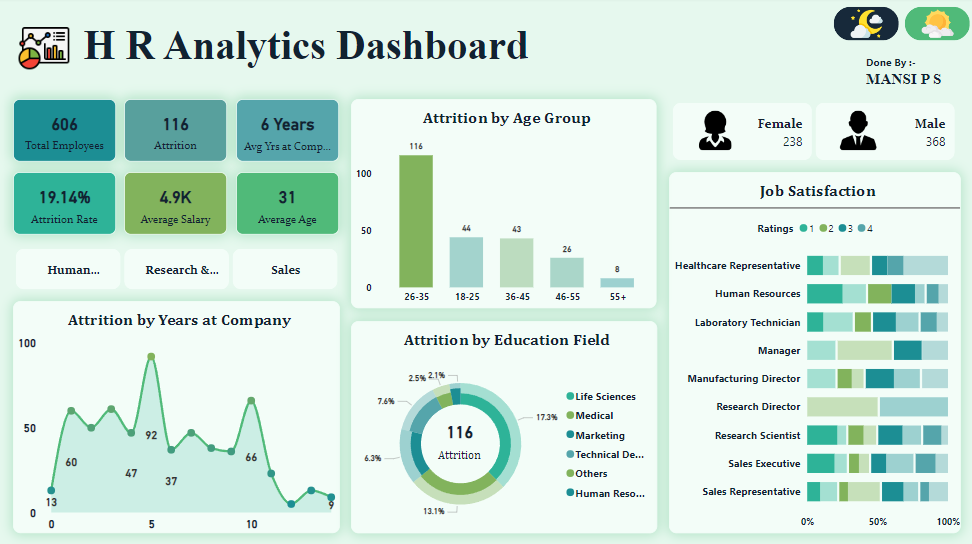 H R Analytics Dashboard
Done By :-
MANSI P S
606
Total Employees
116
Attrition
6 Years
Avg Yrs at Comp...
19.14%
Attrition Rate
4.9K
Average Salary
31
Average Age
Human...
Research &...
Sales
Attrition by Years at Company
100
50
0
13
60
47
92
37
66
9
0
5
10
Attrition by Age Group
100
50
0
116
44
43
26
8
26-35
18-25
36-45
46-55
55+
Attrition by Education Field
2.5%
2.1%
7.6%
17.3%
6.3%
13.1%
116
Attrition
Life Sciences
Medical
Marketing
Technical De...
Others
Human Reso...
Female
238
Male
368
Job Satisfaction
Ratings 1 2 3 4
Healthcare Representative
Human Resources
Laboratory Technician
Manager
Manufacturing Director
Research Director
Research Scientist
Sales Executive
Sales Representative
0% 50% 100%